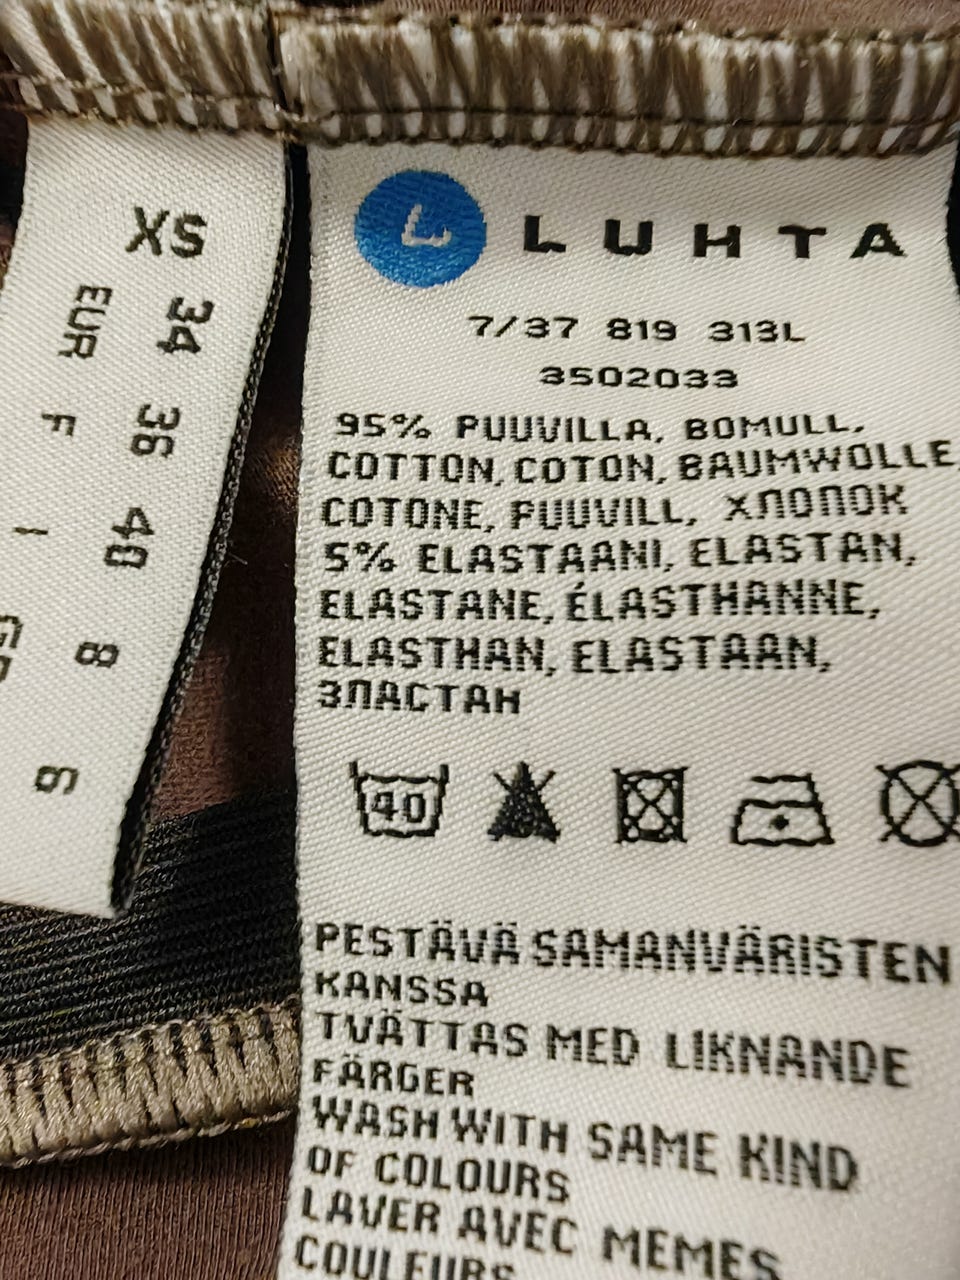 XS
34 EUR
36 F
40 I
8
6
L LUHTA
7/37 819 313L
3502033
95% PUUVILLA, BOMULL,
COTTON, COTON, BAUMWOLLE,
COTONE, PUUVILL, ХЛОПОК
5% ELASTAANI, ELASTAN,
ELASTANE, ÉLASTHANNE,
ELASTHAN, ELASTAAN,
ЭЛАСТАН
40
PESTÄVÄ SAMANVÄRISTEN
KANSSA
TVÄTTAS MED LIKNANDE
FÄRGER
WASH WITH SAME KIND
OF COLOURS
LAVER AVEC MEMES
COULEURS